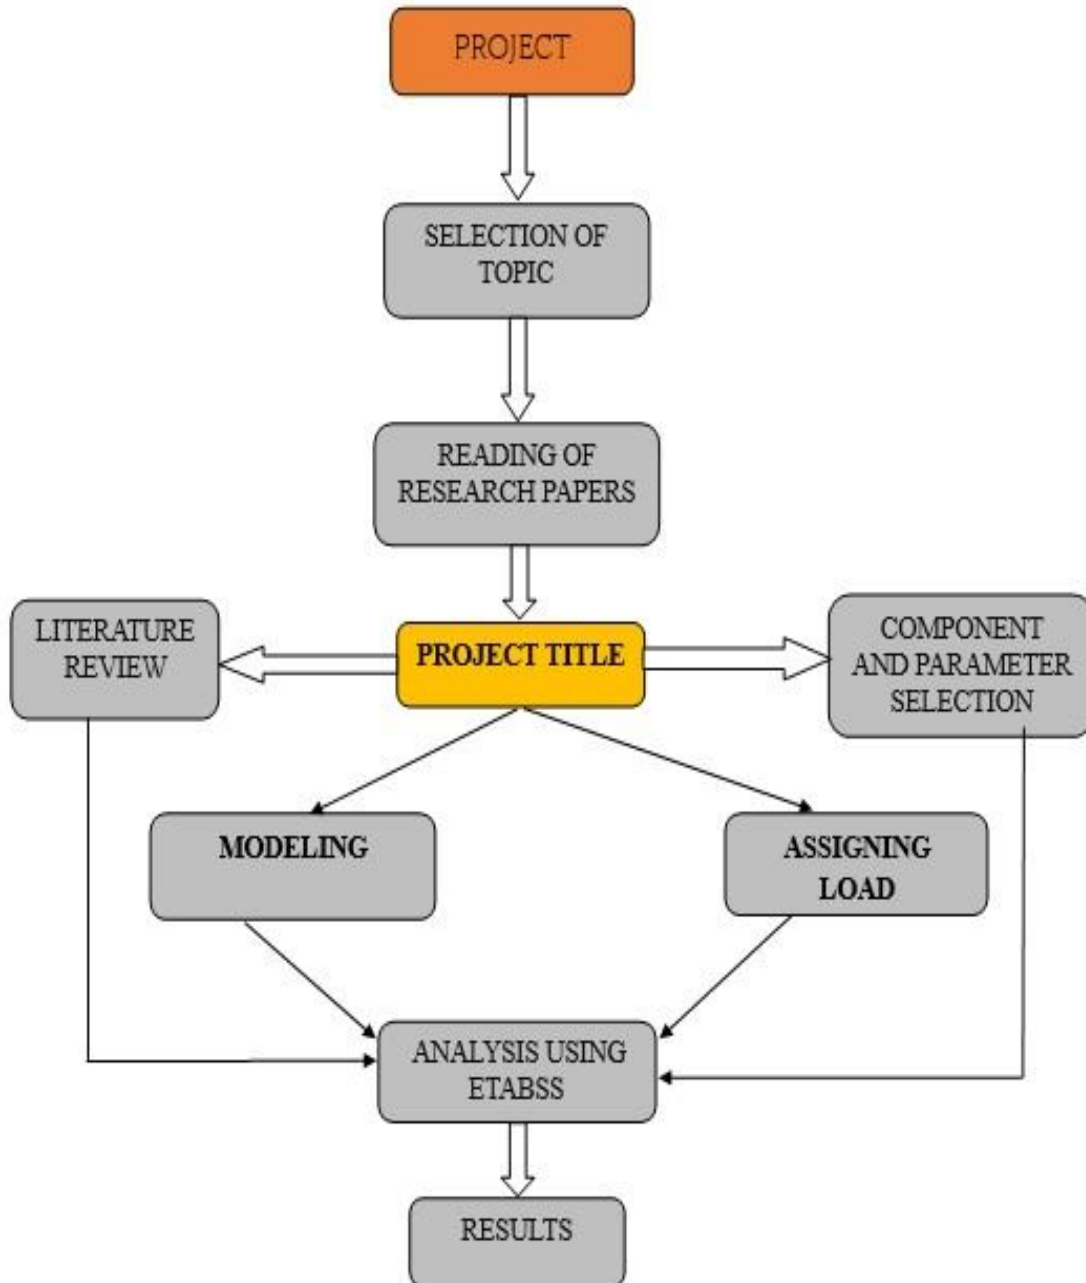 PROJECT
SELECTION OF
TOPIC
READING OF
RESEARCH PAPERS
LITERATURE
REVIEW
PROJECT TITLE
COMPONENT
AND PARAMETER
SELECTION
MODELING
ASSIGNING
LOAD
ANALYSIS USING
ETABSS
RESULTS